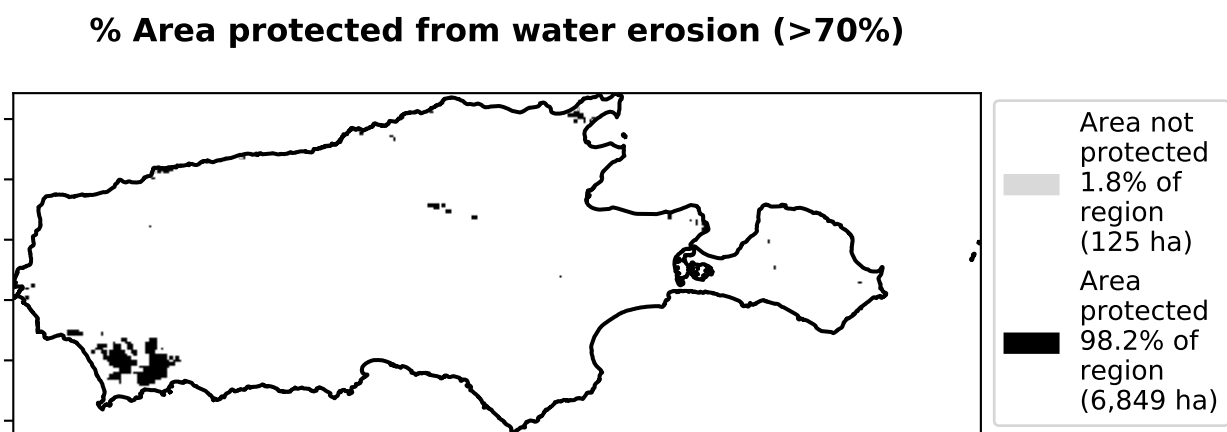 % Area protected from water erosion (>70%)
Area not
protected
1.8% of
region
(125 ha)
Area
protected
98.2% of
region
(6,849 ha)